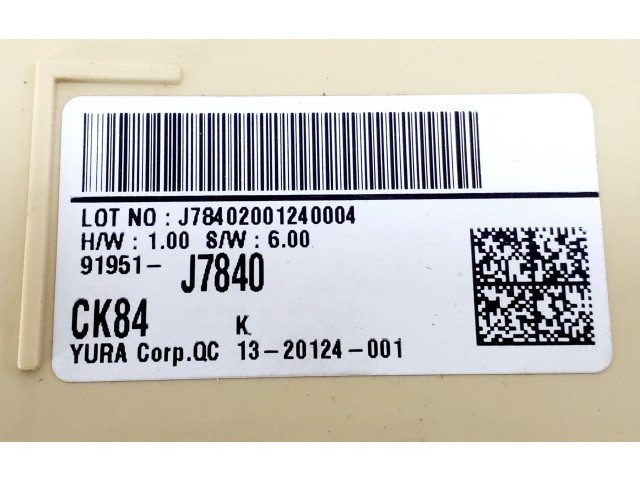 LOT NO : J78402001240004
H/W : 1.00 S/W : 6.00
91951- J7840
CK84 K
YURA Corp.QC 13-20124-001